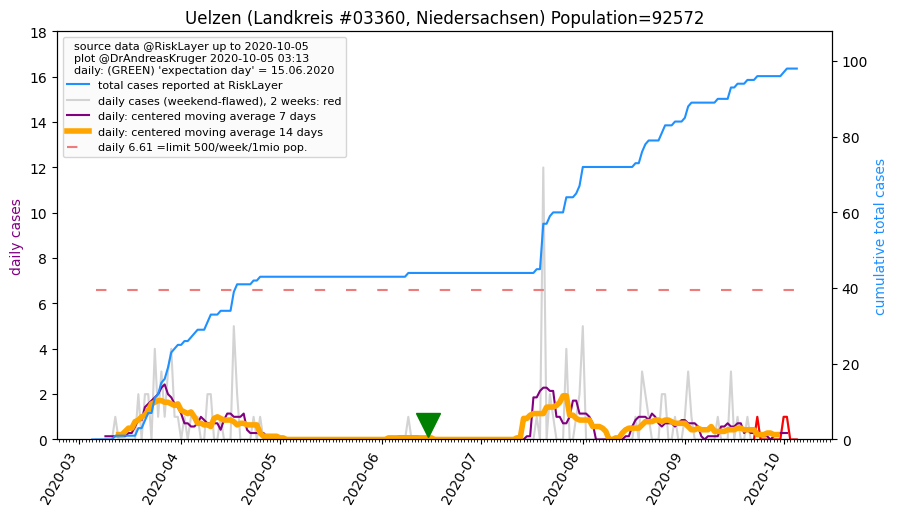 Uelzen (Landkreis #03360, Niedersachsen) Population=92572
source data @RiskLayer up to 2020-10-05
plot @DrAndreasKruger 2020-10-05 03:13
daily: (GREEN) 'expectation day' = 15.06.2020
total cases reported at RiskLayer
daily cases (weekend-flawed), 2 weeks: red
daily: centered moving average 7 days
daily: centered moving average 14 days
daily 6.61 =limit 500/week/1mio pop.
daily cases
18
16
14
12
10
8
6
4
2
0
100
80
60
40
20
0
cumulative total cases
2020-03
2020-04
2020-05
2020-06
2020-07
2020-08
2020-09
2020-10